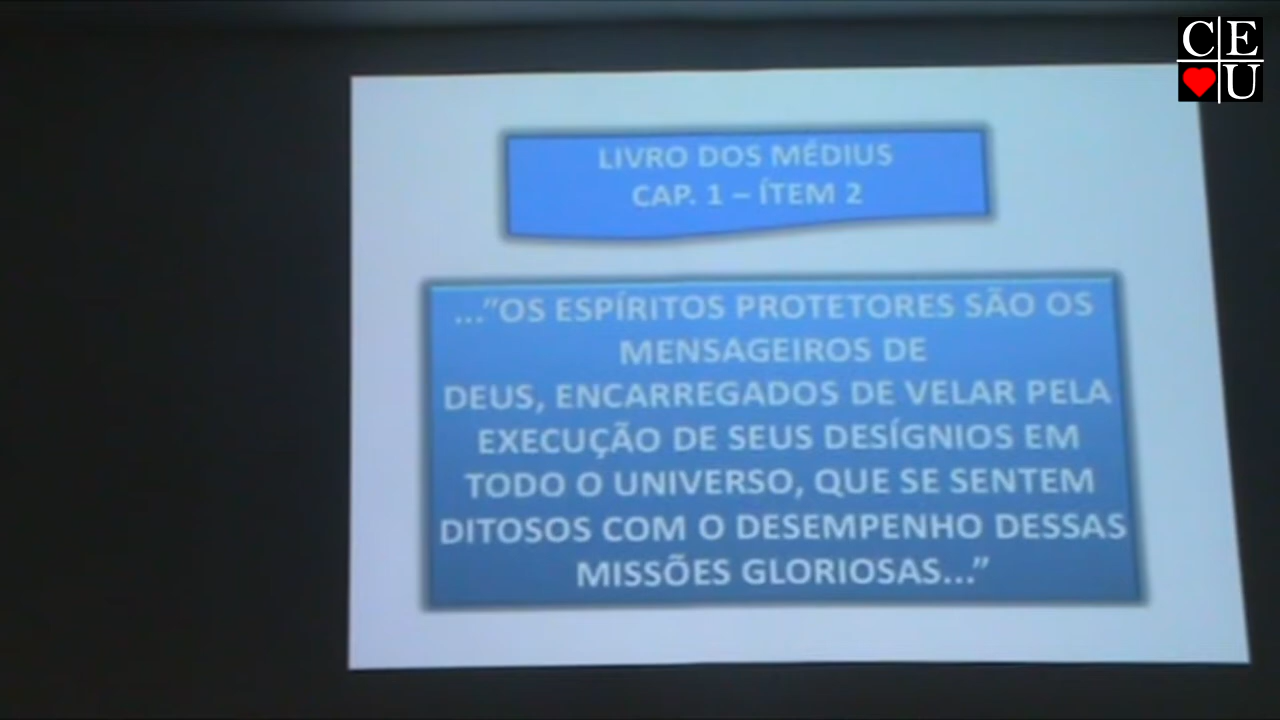 CE
U
LIVRO DOS MÉDIUS
CAP. 1 – ÍTEM 2
..."OS ESPÍRITOS PROTETORES SÃO OS
MENSAGEIROS DE
DEUS, ENCARREGADOS DE VELAR PELA
EXECUÇÃO DE SEUS DESÍGNIOS EM
TODO O UNIVERSO, QUE SE SENTEM
DITOSOS COM O DESEMPENHO DESSAS
MISSÕES GLORIOSAS..."